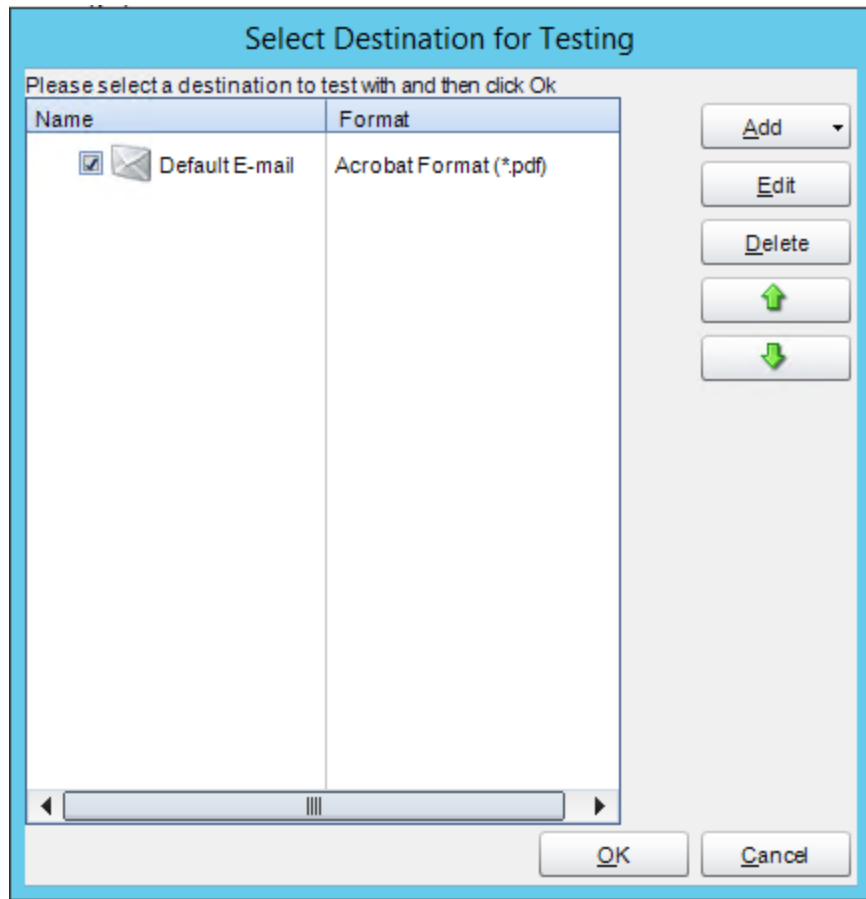 Select Destination for Testing
Please select a destination to test with and then click Ok
Name Format
Default E-mail Acrobat Format (*.pdf)
Add
Edit
Delete
OK Cancel